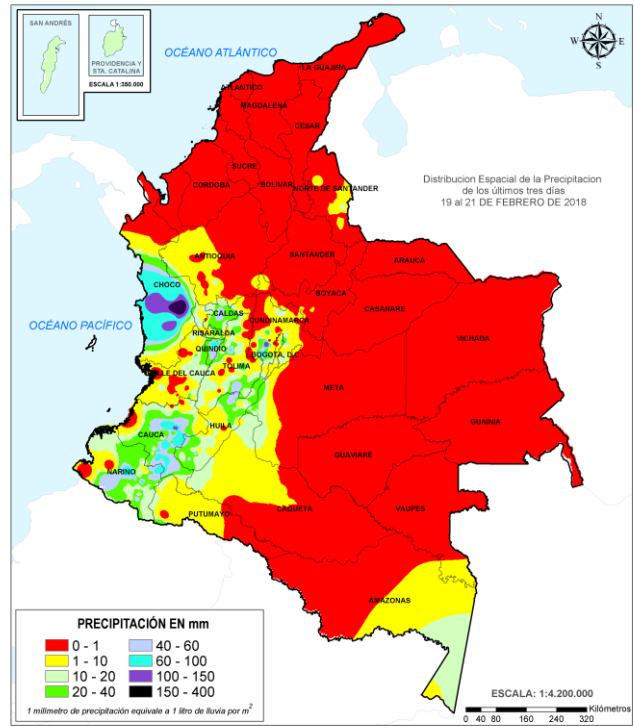 SAN ANDRÉS
PROVIDENCIA Y
STA. CATALINA
ESCALA 1:350.000
OCÉANO ATLÁNTICO
N
W E
S
LA GUAJIRA
ATLANTICO
MAGDALENA
CESAR
Distribucion Espacial de la Precipitacion
de los últimos tres días
19 al 21 DE FEBRERO DE 2018
SUCRE
CORDOBA
BOLIVAR
NORTE DE SANTANDER
ANTIOQUIA
SANTANDER
ARAUCA
CHOCO
BOYACA
CASANARE
OCÉANO PACÍFICO
CALDAS
CUNDINAMARCA
RISARALDA
VICHADA
QUINDIO
BOGOTA, D.C.
VALLE DEL CAUCA
TOLIMA
META
GUAINIA
CAUCA
HUILA
GUAVIARE
NARIÑO
PUTUMAYO
CAQUETA
VAUPES
AMAZONAS
PRECIPITACIÓN EN mm
0 - 1 40 - 60
1 - 10 60 - 100
10 - 20 100 - 150
20 - 40 150 - 400
1 milimetro de precipitación equivale a 1 litro de lluvia por m2
ESCALA: 1:4.200.000
Kilómetros
0 40 80 160 240 320